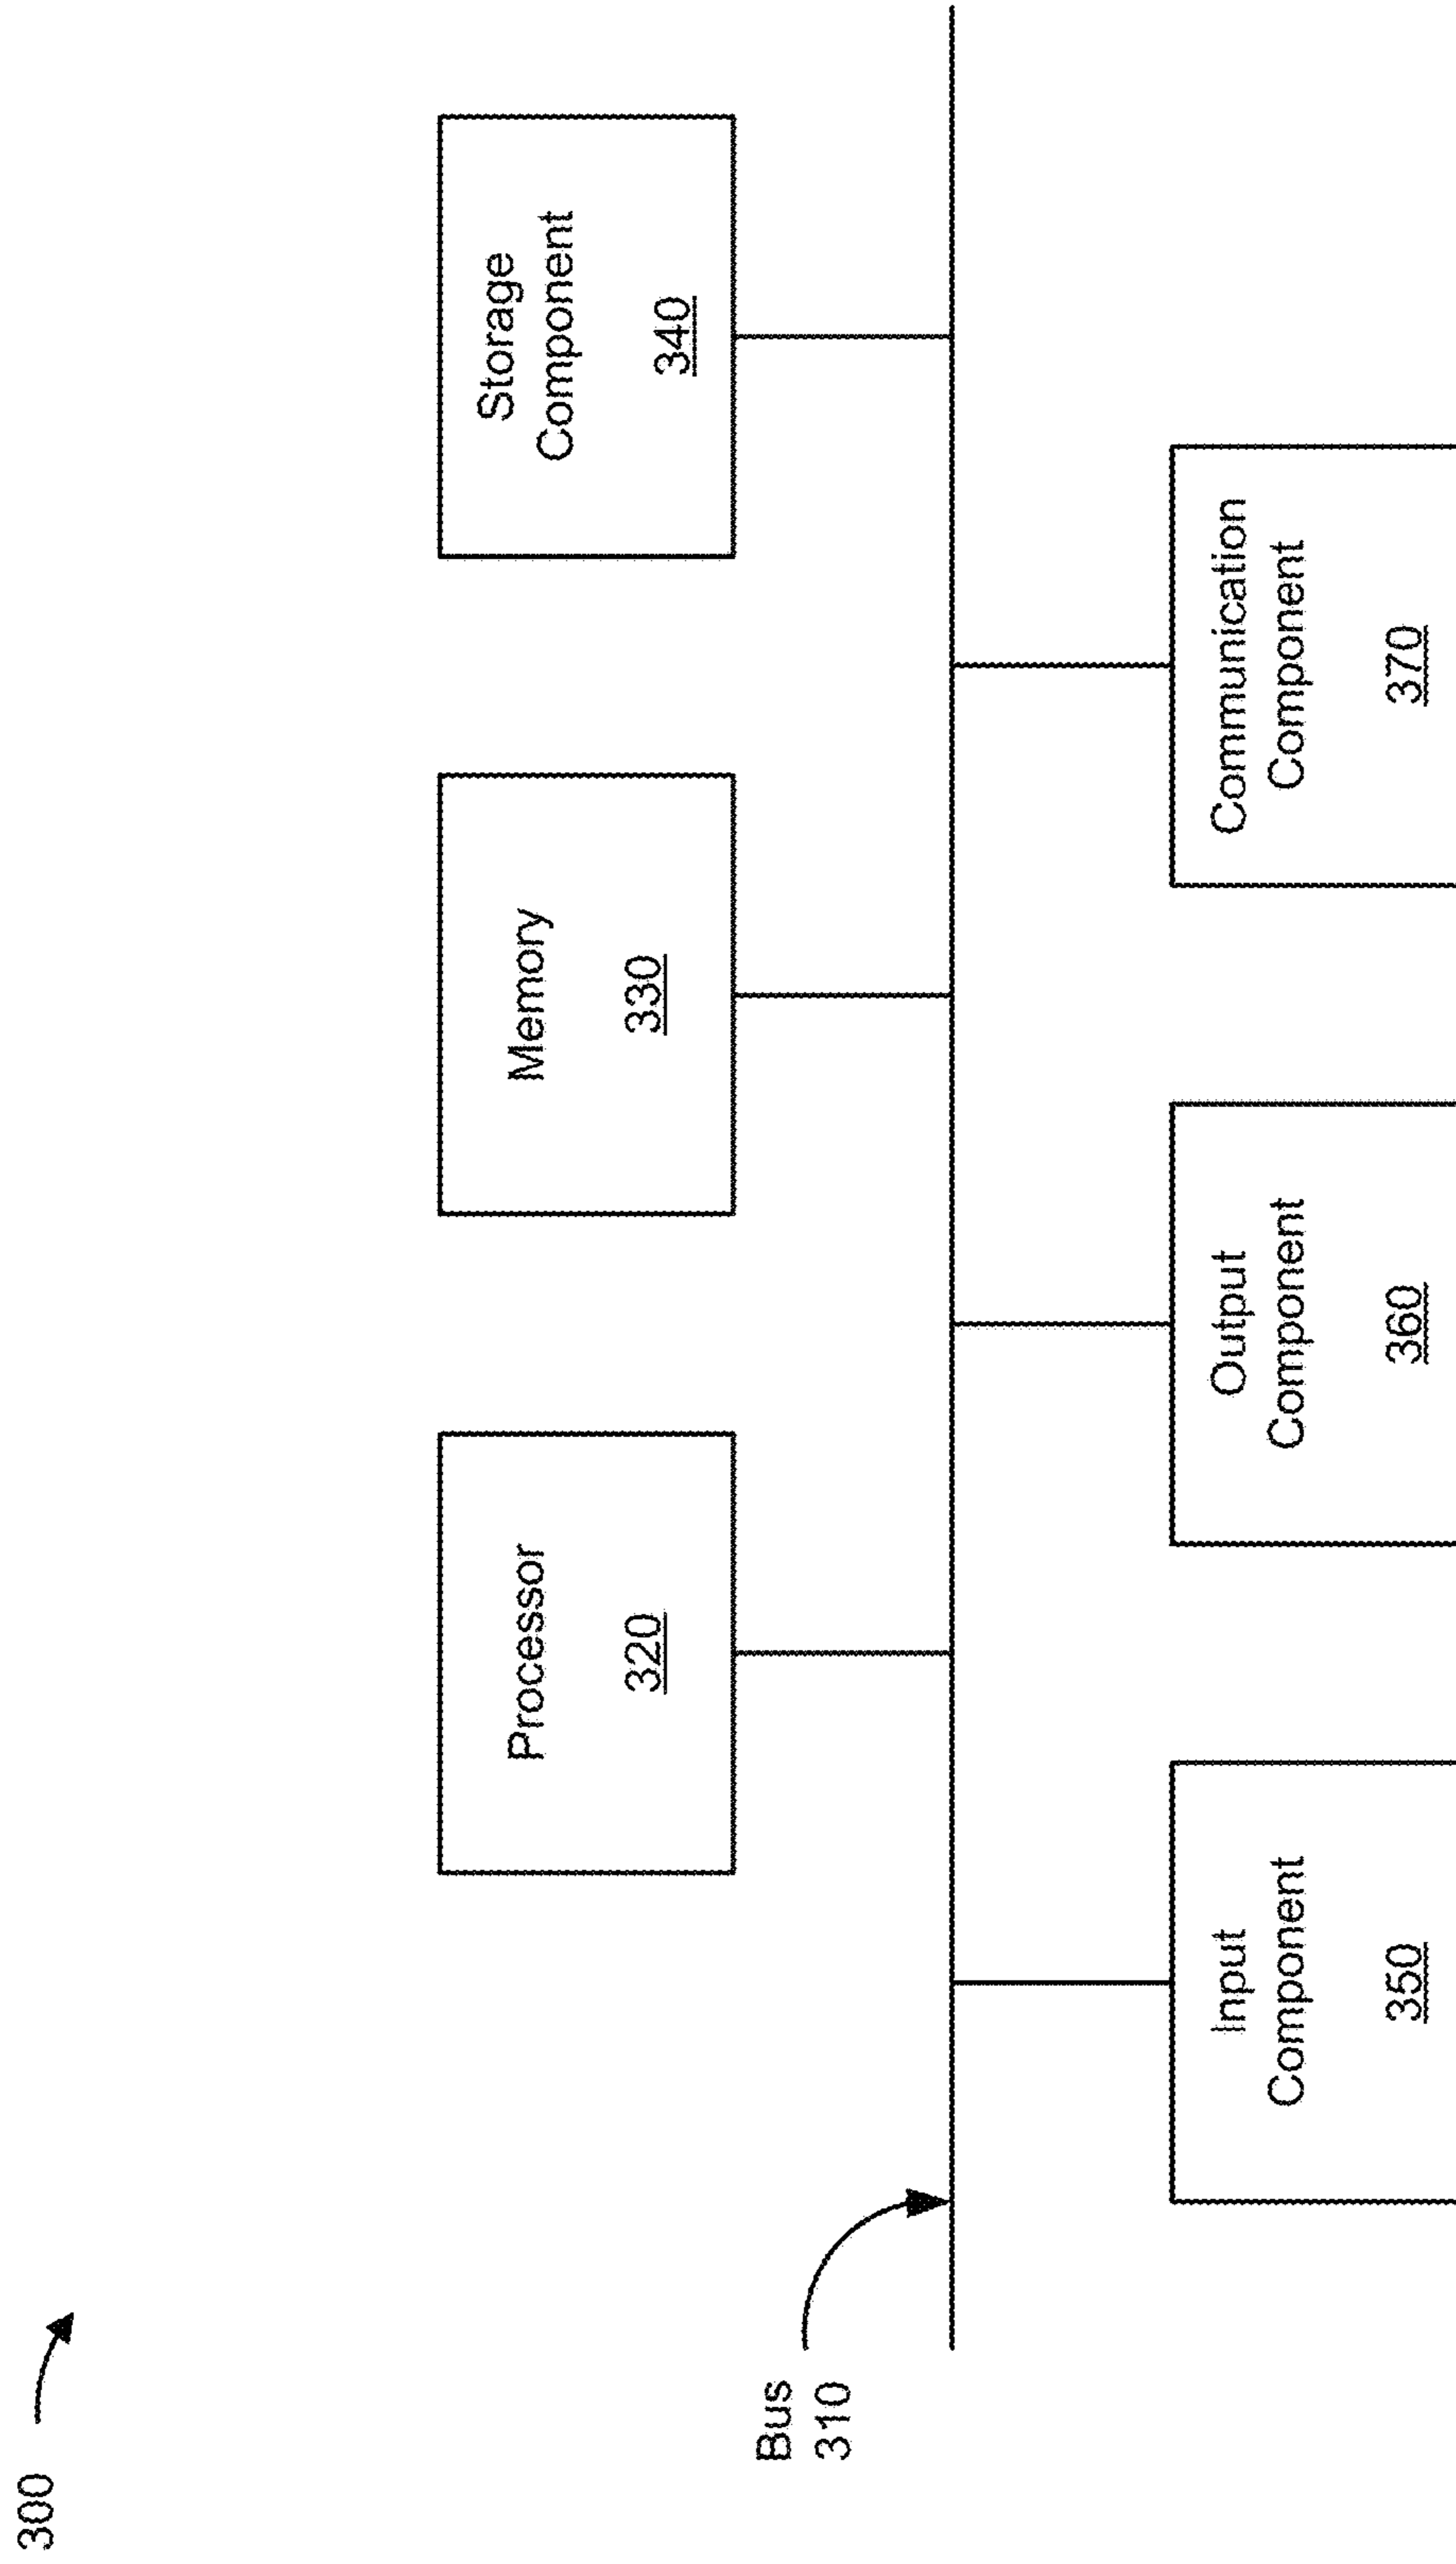 300
Processor
320
Memory
330
Storage
Component
340
Bus
310
Input
Component
350
Output
Component
360
Communication
Component
370